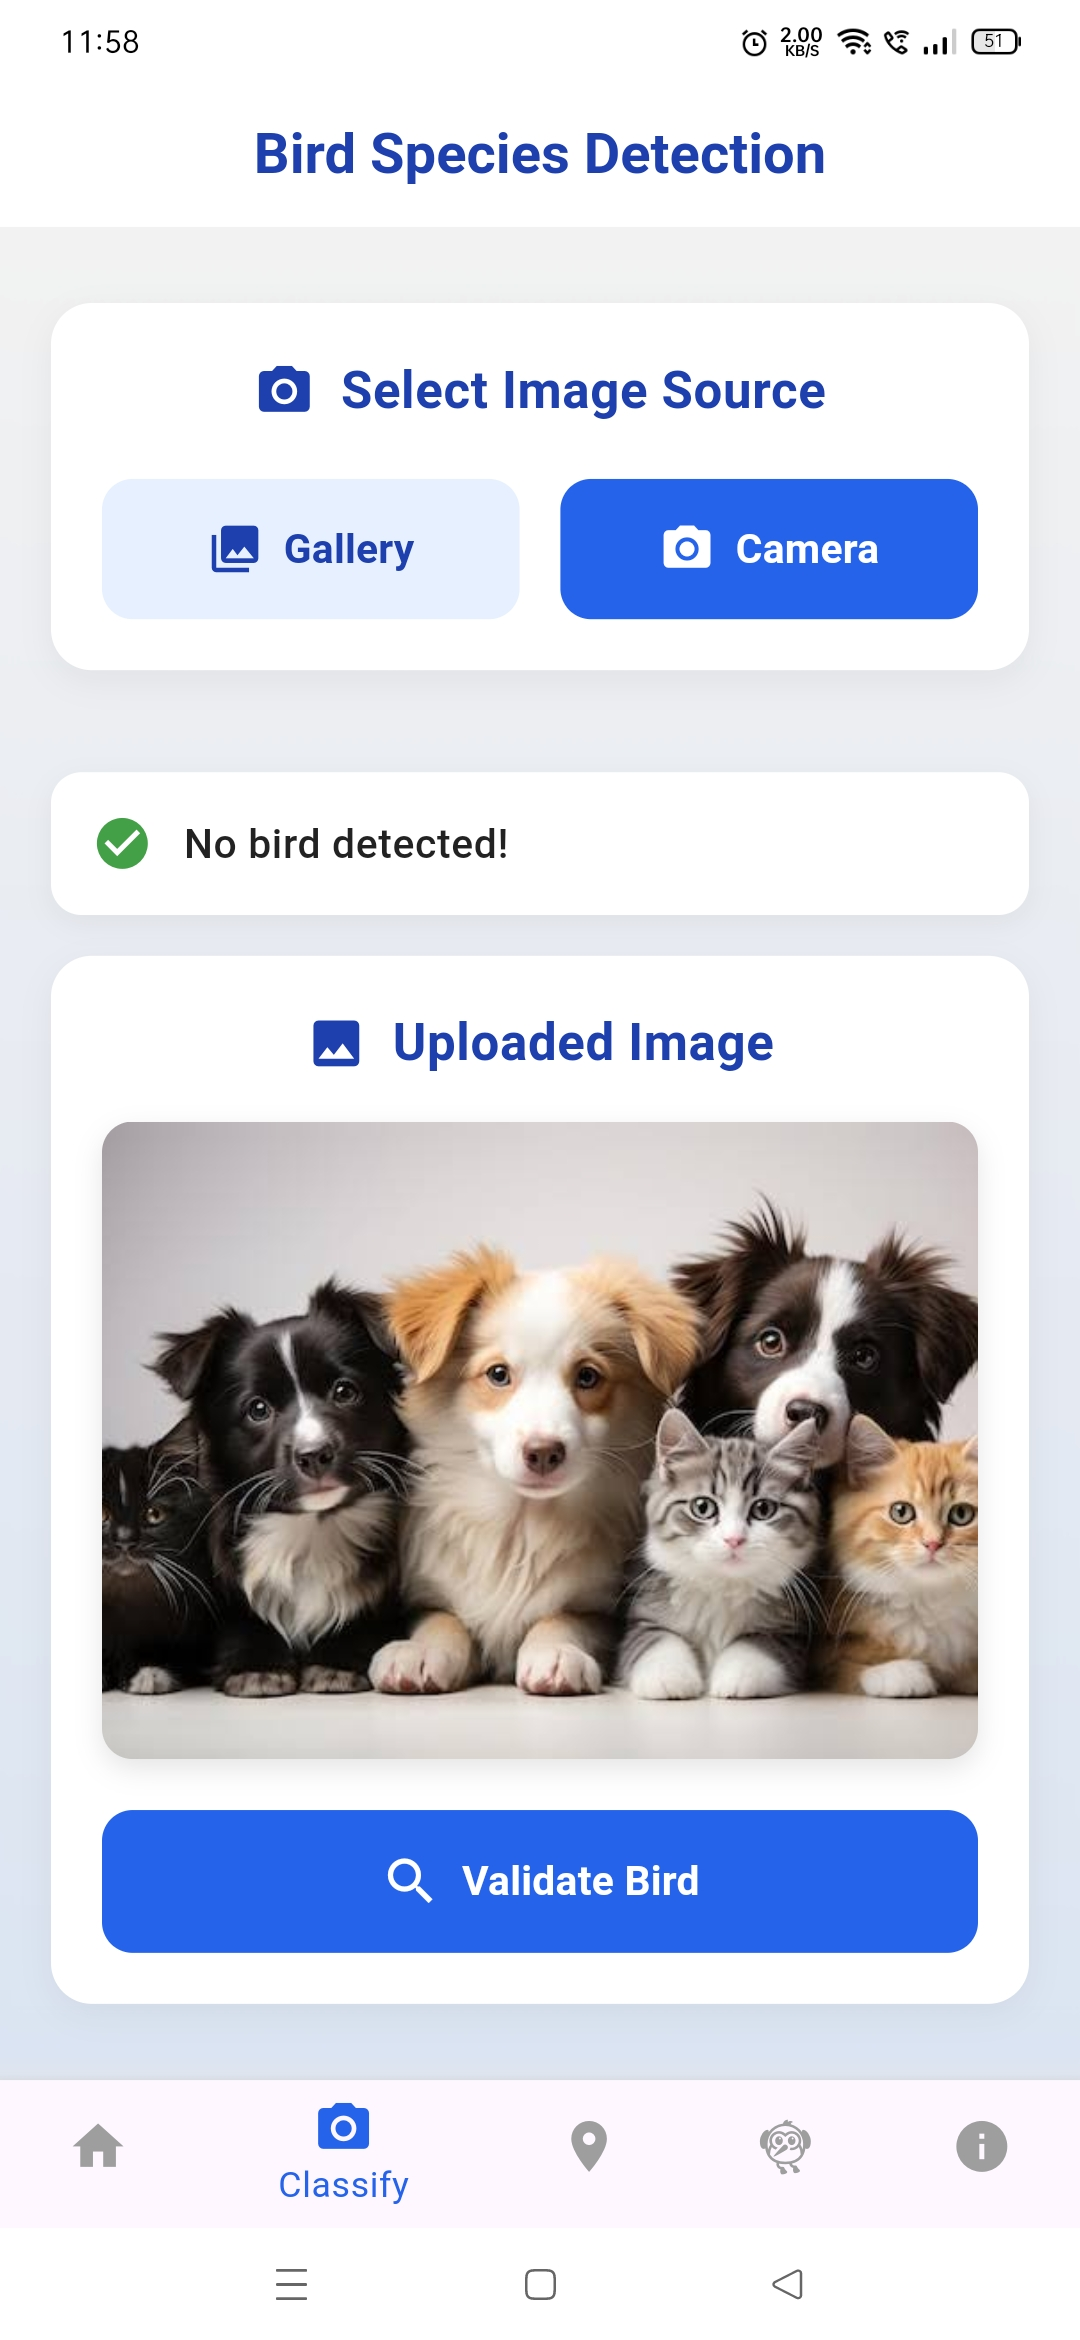 11:58
2.00
KB/S
51
Bird Species Detection
Select Image Source
Gallery
Camera
No bird detected!
Uploaded Image
Validate Bird
Classify